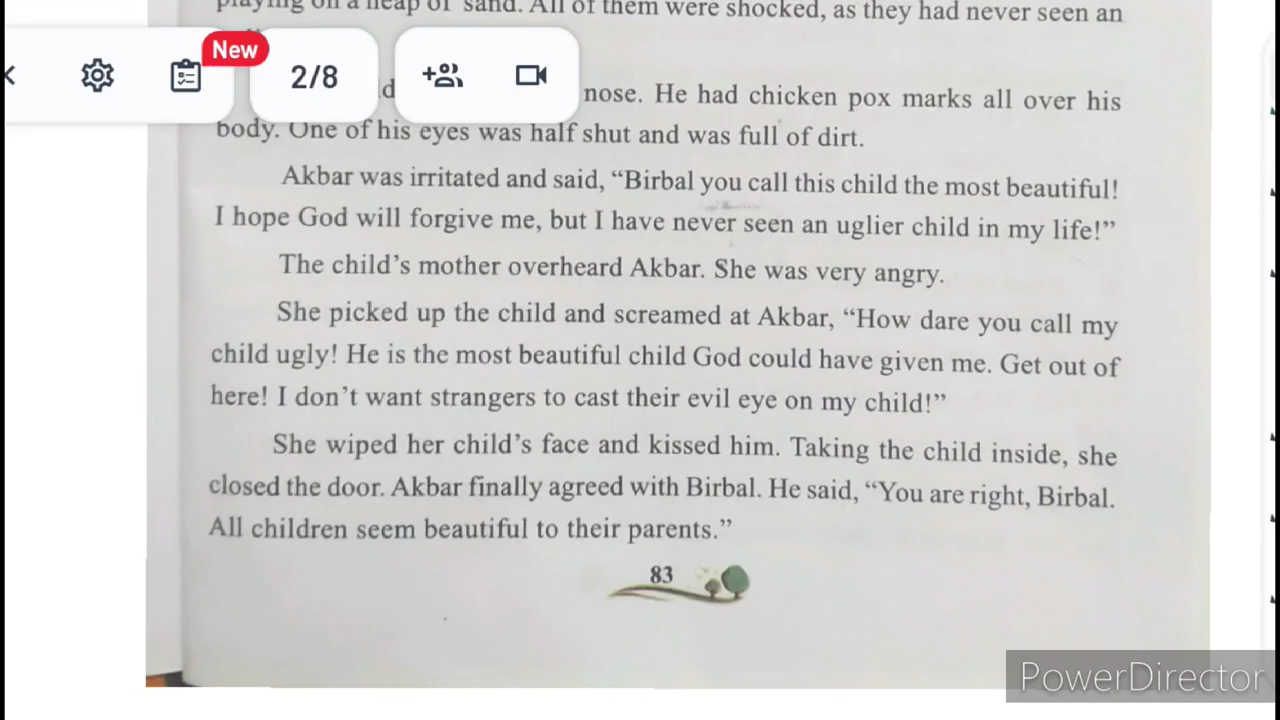 playing on a heap of sand. All of them were shocked, as they had never seen an
New
2/8
nose. He had chicken pox marks all over his
body. One of his eyes was half shut and was full of dirt.
Akbar was irritated and said, “Birbal you call this child the most beautiful!
I hope God will forgive me, but I have never seen an uglier child in my life!”
The child’s mother overheard Akbar. She was very angry.
She picked up the child and screamed at Akbar, “How dare you call my
child ugly! He is the most beautiful child God could have given me. Get out of
here! I don’t want strangers to cast their evil eye on my child!”
She wiped her child’s face and kissed him. Taking the child inside, she
closed the door. Akbar finally agreed with Birbal. He said, “You are right, Birbal.
All children seem beautiful to their parents.”
83
PowerDirector